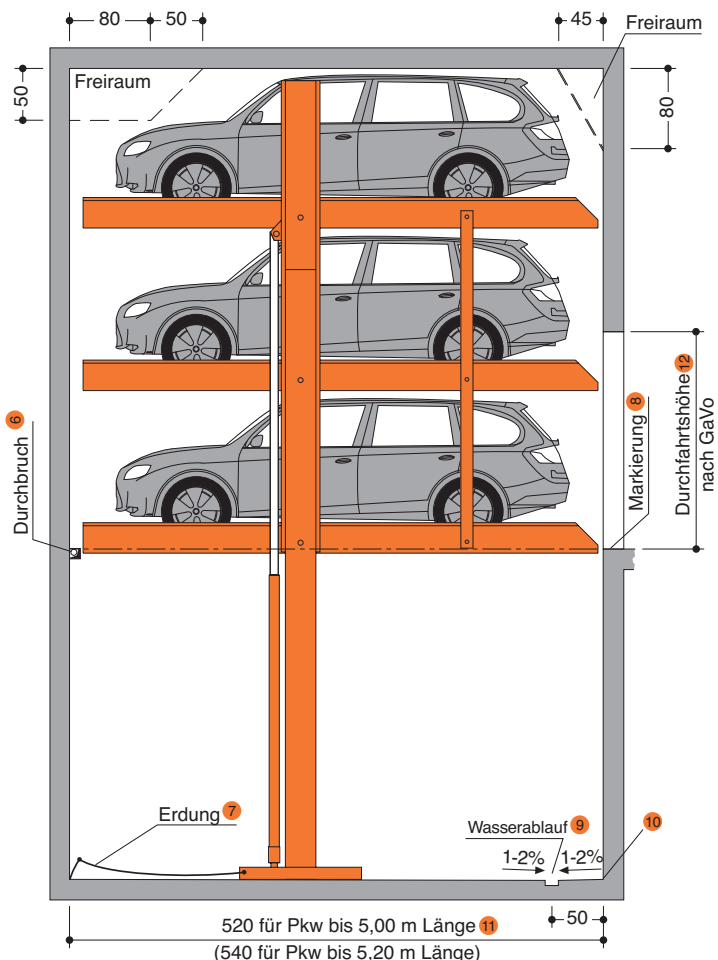 80
50
45
Freiraum
Freiraum
50
80
Durchbruch 6
Markierung 8
Durchfahrtshöhe 12
nach GaVo
Erdung 7
Wasserablauf 9
10
1-2%
1-2%
50
520 für Pkw bis 5,00 m Länge 11
(540 für Pkw bis 5,20 m Länge)